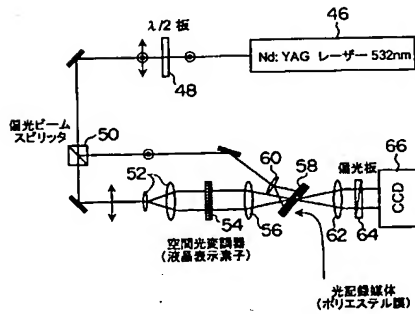 46
λ/2 板
Nd: YAG レーザー 532nm
48
偏光ビーム
スプリッタ
50
60
58
偏光板
66
CCD
52
54
56
62
64
空間光変調器
(液晶表示素子)
光記録媒体
(ポリエステル膜)